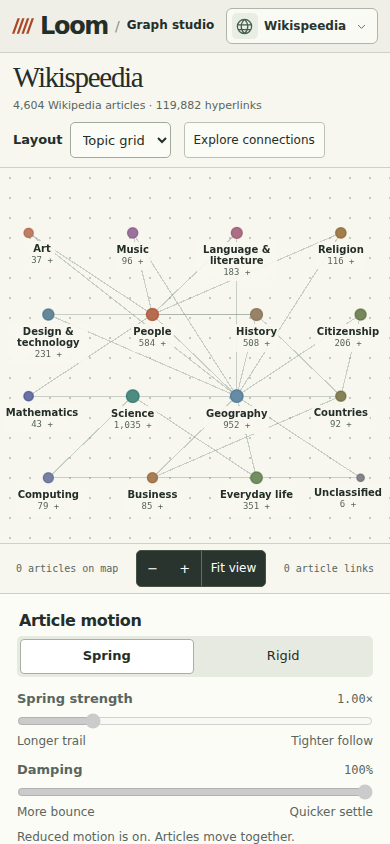 Loom / Graph studio
Wikispeedia
Wikispeedia
4,604 Wikipedia articles · 119,882 hyperlinks
Layout
Topic grid
Explore connections
Art
37 +
Music
96 +
Language &
literature
183 +
Religion
116 +
Design &
technology
231 +
People
584 +
History
508 +
Citizenship
206 +
Mathematics
43 +
Science
1,035 +
Geography
952 +
Countries
92 +
Computing
79 +
Business
85 +
Everyday life
351 +
Unclassified
6 +
0 articles on map
− + Fit view
0 article links
Article motion
Spring
Rigid
Spring strength
1.00×
Longer trail
Tighter follow
Damping
100%
More bounce
Quicker settle
Reduced motion is on. Articles move together.